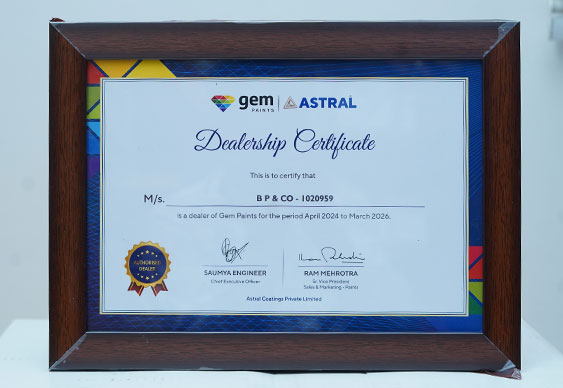 gem PAINTS ASTRAL
Dealership Certificate
This is to certify that
M/s. B P & CO - 1020959
is a dealer of Gem Paints for the period April 2024 to March 2026.
AUTHORISED
DEALER
SAUMYA ENGINEER
Chief Executive Officer
RAM MEHROTRA
Sr. Vice President
Sales & Marketing - Paints
Astral Coatings Private Limited